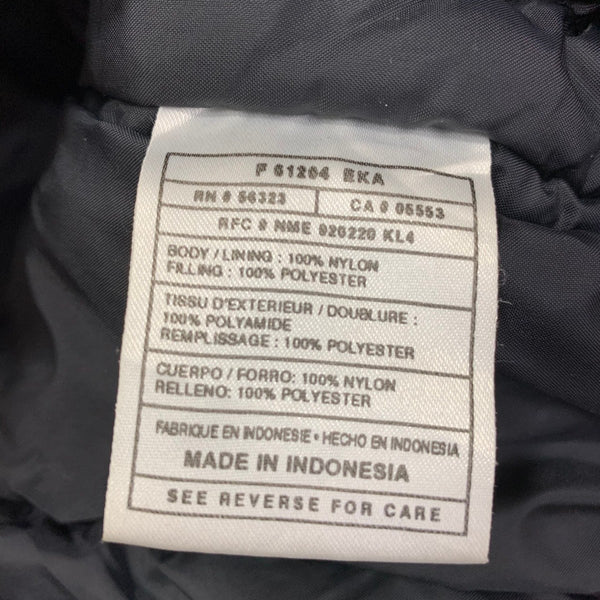 F 61264 EKA
RN # 56323 CA # 05553
RFC # NME 926220 KL4
BODY / LINING : 100% NYLON
FILLING : 100% POLYESTER
TISSU D'EXTERIEUR / DOUBLURE :
100% POLYAMIDE
REMPLISSAGE : 100% POLYESTER
CUERPO / FORRO: 100% NYLON
RELLENO: 100% POLYESTER
FABRIQUE EN INDONESIE • HECHO EN INDONESIA
MADE IN INDONESIA
SEE REVERSE FOR CARE